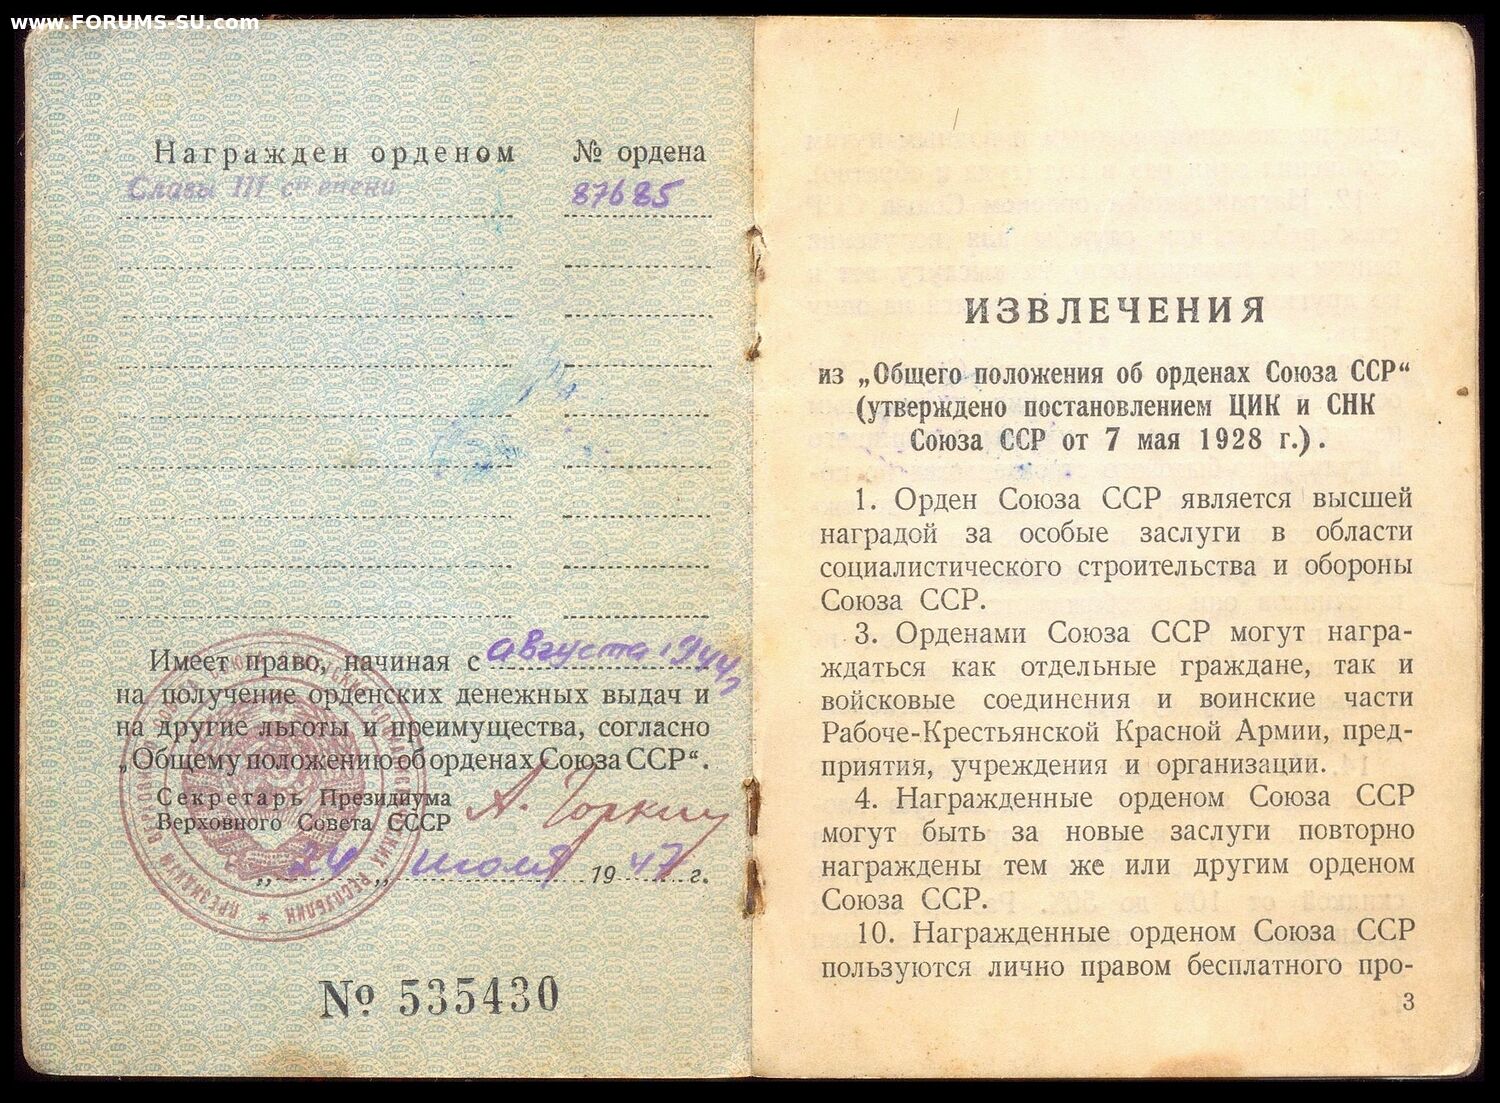 www.FORUMS-SU.com
Награжден орденом № ордена
Славы III степени 87685
Имеет право, начиная с августа 1944 г.
на получение орденских денежных выдач и
на другие льготы и преимущества, согласно
„Общему положению об орденах Союза ССР“.
Секретарь Президиума
Верховного Совета СССР А. Горкин
„24„ июля 1947 г.
№ 535430
ИЗВЛЕЧЕНИЯ
из „Общего положения об орденах Союза ССР“
(утверждено постановлением ЦИК и СНК
Союза ССР от 7 мая 1928 г.).
1. Орден Союза ССР является высшей
наградой за особые заслуги в области
социалистического строительства и обороны
Союза ССР.
3. Орденами Союза ССР могут награ-
ждаться как отдельные граждане, так и
войсковые соединения и воинские части
Рабоче-Крестьянской Красной Армии, пред-
приятия, учреждения и организации.
4. Награжденные орденом Союза ССР
могут быть за новые заслуги повторно
награждены тем же или другим орденом
Союза ССР.
10. Награжденные орденом Союза ССР
пользуются лично правом бесплатного про-
3